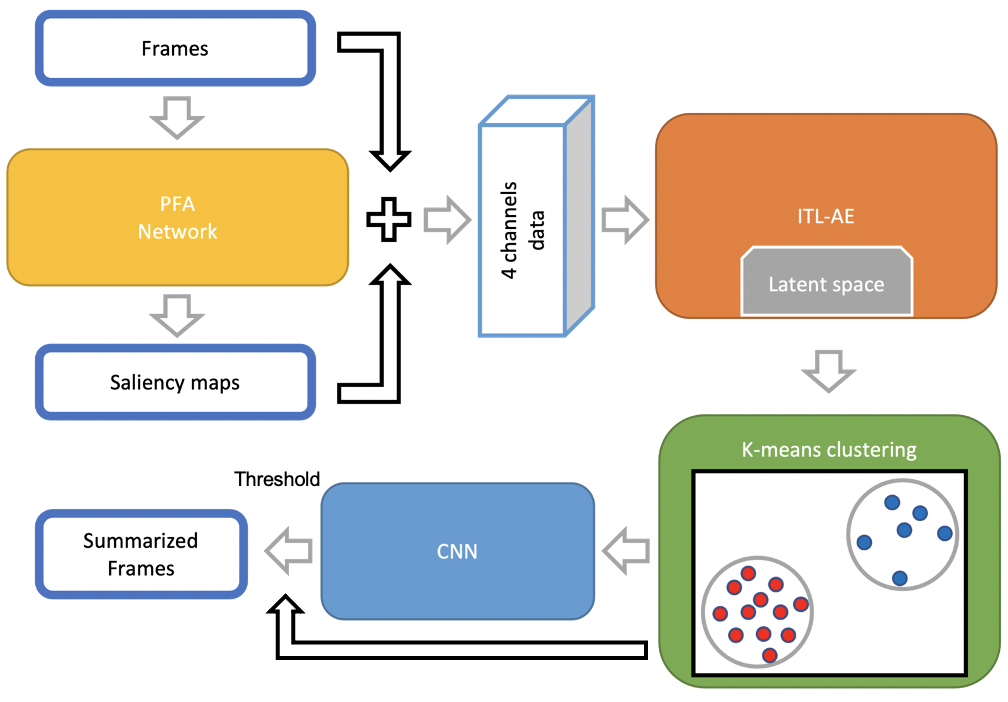 Frames
PFA
Network
Saliency maps
4 channels
data
ITL-AE
Latent space
K-means clustering
CNN
Threshold
Summarized
Frames